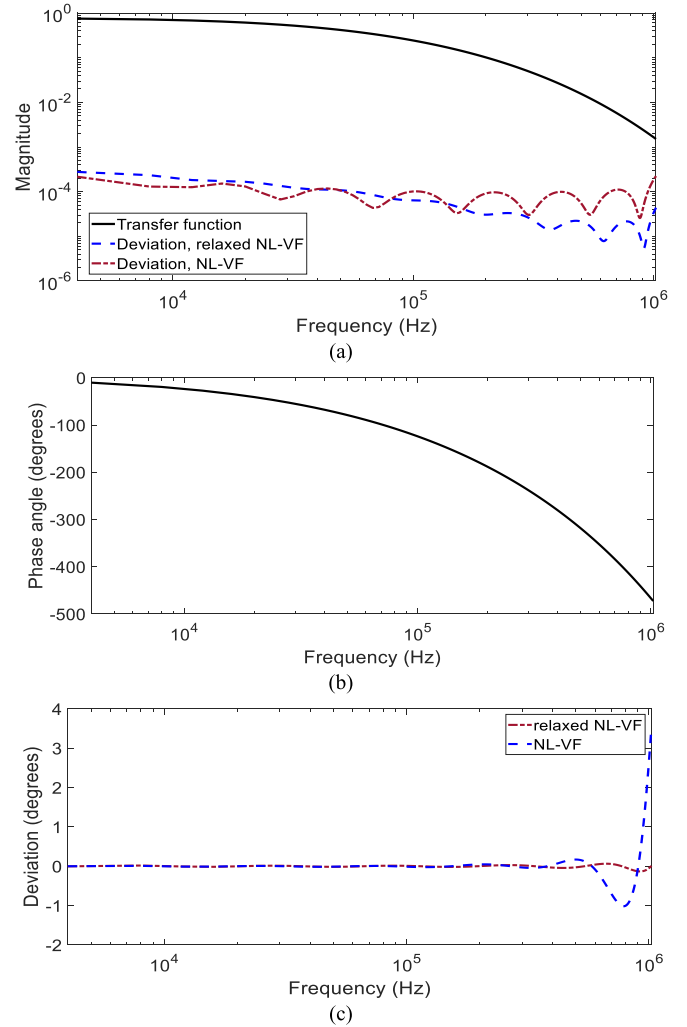 10^0
10^-2
10^-4
10^-6
Magnitude
Transfer function
Deviation, relaxed NL-VF
Deviation, NL-VF
10^4
10^5
10^6
Frequency (Hz)
(a)
0
-100
-200
-300
-400
-500
Phase angle (degrees)
10^4
10^5
10^6
Frequency (Hz)
(b)
4
3
2
1
0
-1
-2
Deviation (degrees)
relaxed NL-VF
NL-VF
10^4
10^5
10^6
Frequency (Hz)
(c)